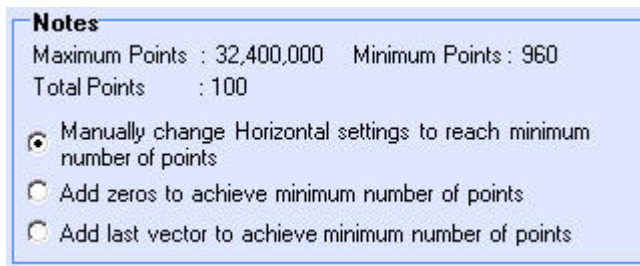 Notes
Maximum Points : 32,400,000 Minimum Points : 960
Total Points : 100
Manually change Horizontal settings to reach minimum
number of points
Add zeros to achieve minimum number of points
Add last vector to achieve minimum number of points